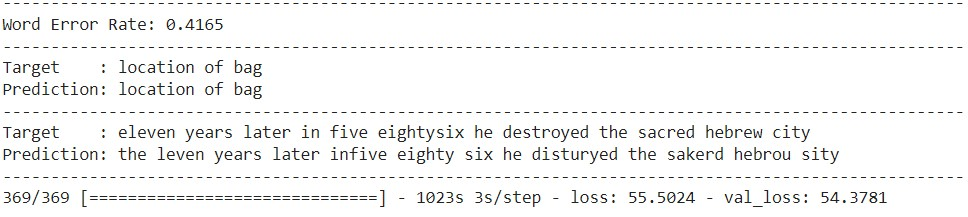 --------------------------------------------------------------------------------
Word Error Rate: 0.4165
--------------------------------------------------------------------------------
Target    : location of bag
Prediction: location of bag
--------------------------------------------------------------------------------
Target    : eleven years later in five eightysix he destroyed the sacred hebrew city
Prediction: the leven years later infive eighty six he disturyed the sakerd hebrou sity
--------------------------------------------------------------------------------
369/369 [==============================] - 1023s 3s/step - loss: 55.5024 - val_loss: 54.3781